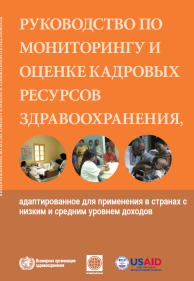 РУКОВОДСТВО ПО
МОНИТОРИНГУ И
ОЦЕНКЕ КАДРОВЫХ
РЕСУРСОВ
ЗДРАВООХРАНЕНИЯ,
адаптированное для применения в странах с
низким и средним уровнем доходов
Всемирная организация
здравоохранения
USAID